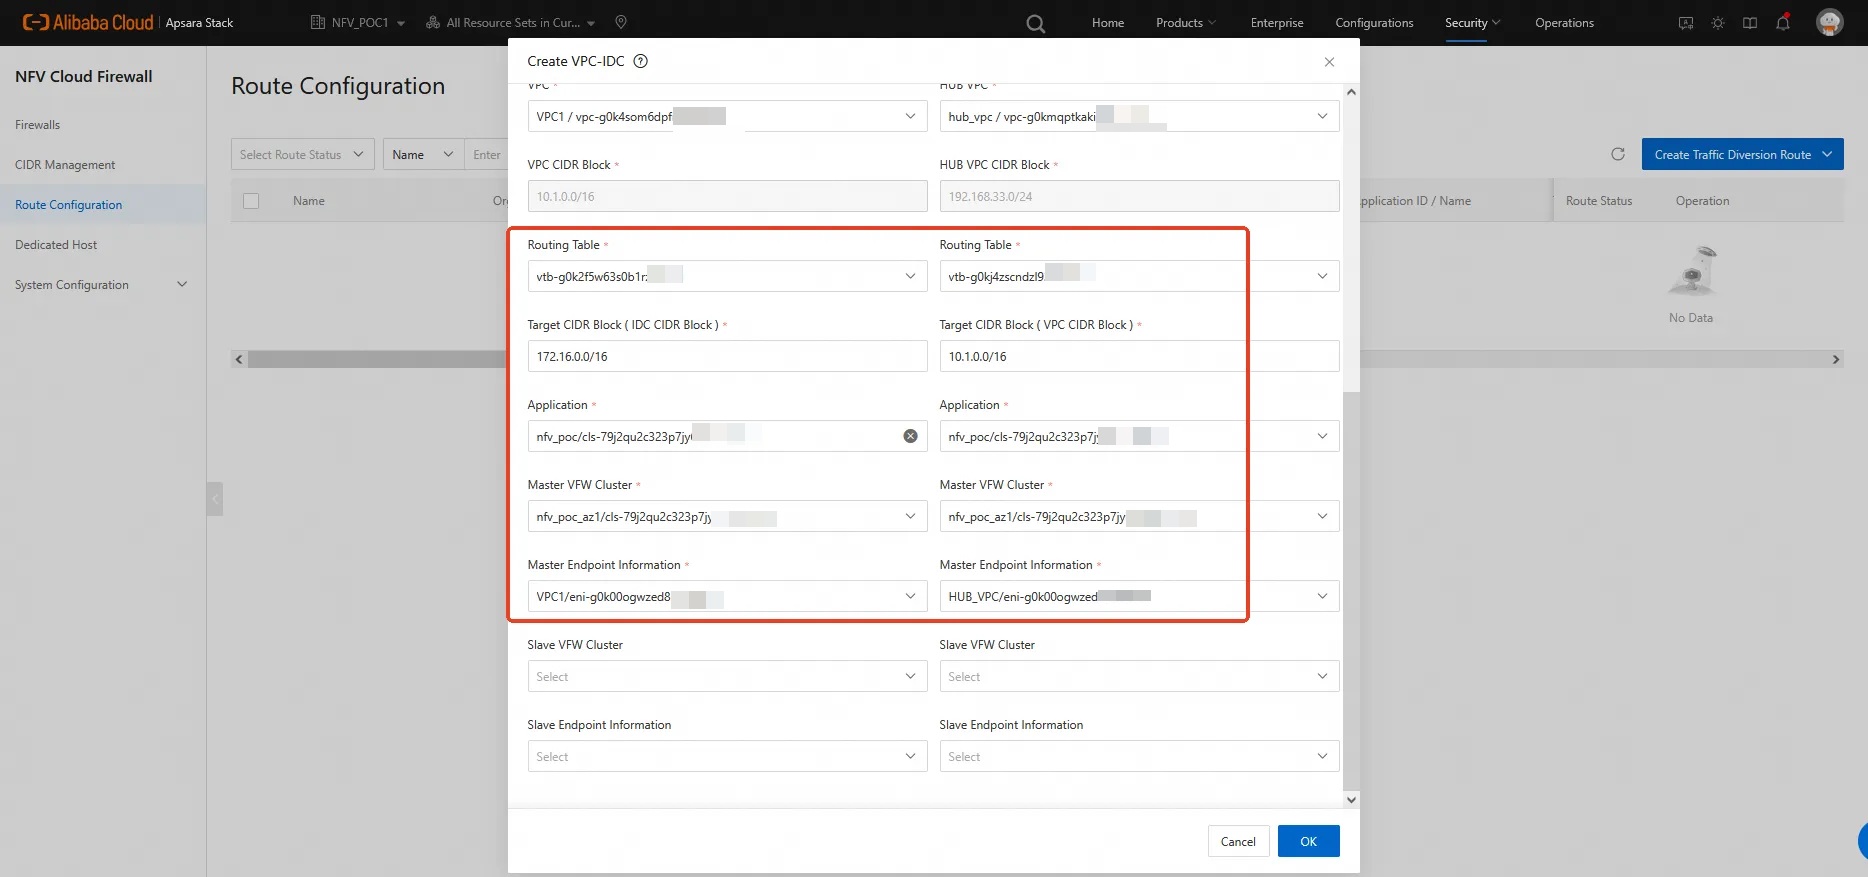 Alibaba Cloud | Apsara Stack
NFV_POC1
All Resource Sets in Cur...
Home
Products
Enterprise
Configurations
Security
Operations
NFV Cloud Firewall
Firewalls
CIDR Management
Route Configuration
Dedicated Host
System Configuration
Route Configuration
Select Route Status
Name
Enter
Create Traffic Diversion Route
Name
Route Status
Operation
No Data
Create VPC-IDC
VPC *
HUB VPC *
VPC1 / vpc-g0k4som6dpf
hub_vpc / vpc-g0kmqptkaki
VPC CIDR Block *
HUB VPC CIDR Block *
10.1.0.0/16
192.168.33.0/24
Routing Table *
Routing Table *
vtb-g0k2f5w63s0b1r
vtb-g0kj4zscndzl9
Target CIDR Block ( IDC CIDR Block ) *
Target CIDR Block ( VPC CIDR Block ) *
172.16.0.0/16
10.1.0.0/16
Application *
Application *
nfv_poc/cls-79j2qu2c323p7jy
nfv_poc/cls-79j2qu2c323p7j
Master VFW Cluster *
Master VFW Cluster *
nfv_poc_az1/cls-79j2qu2c323p7jy
nfv_poc_az1/cls-79j2qu2c323p7jy
Master Endpoint Information *
Master Endpoint Information *
VPC1/eni-g0k00ogwzed8
HUB_VPC/eni-g0k00ogwzed
Slave VFW Cluster
Slave VFW Cluster
Select
Select
Slave Endpoint Information
Slave Endpoint Information
Select
Select
Cancel
OK